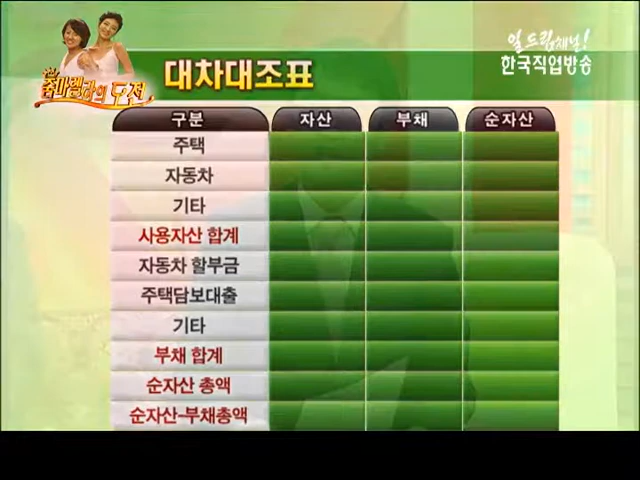 줌마렐라의 도전
일 드림채널!
한국직업방송
대차대조표
구분 자산 부채 순자산
주택
자동차
기타
사용자산 합계
자동차 할부금
주택담보대출
기타
부채 합계
순자산 총액
순자산-부채총액